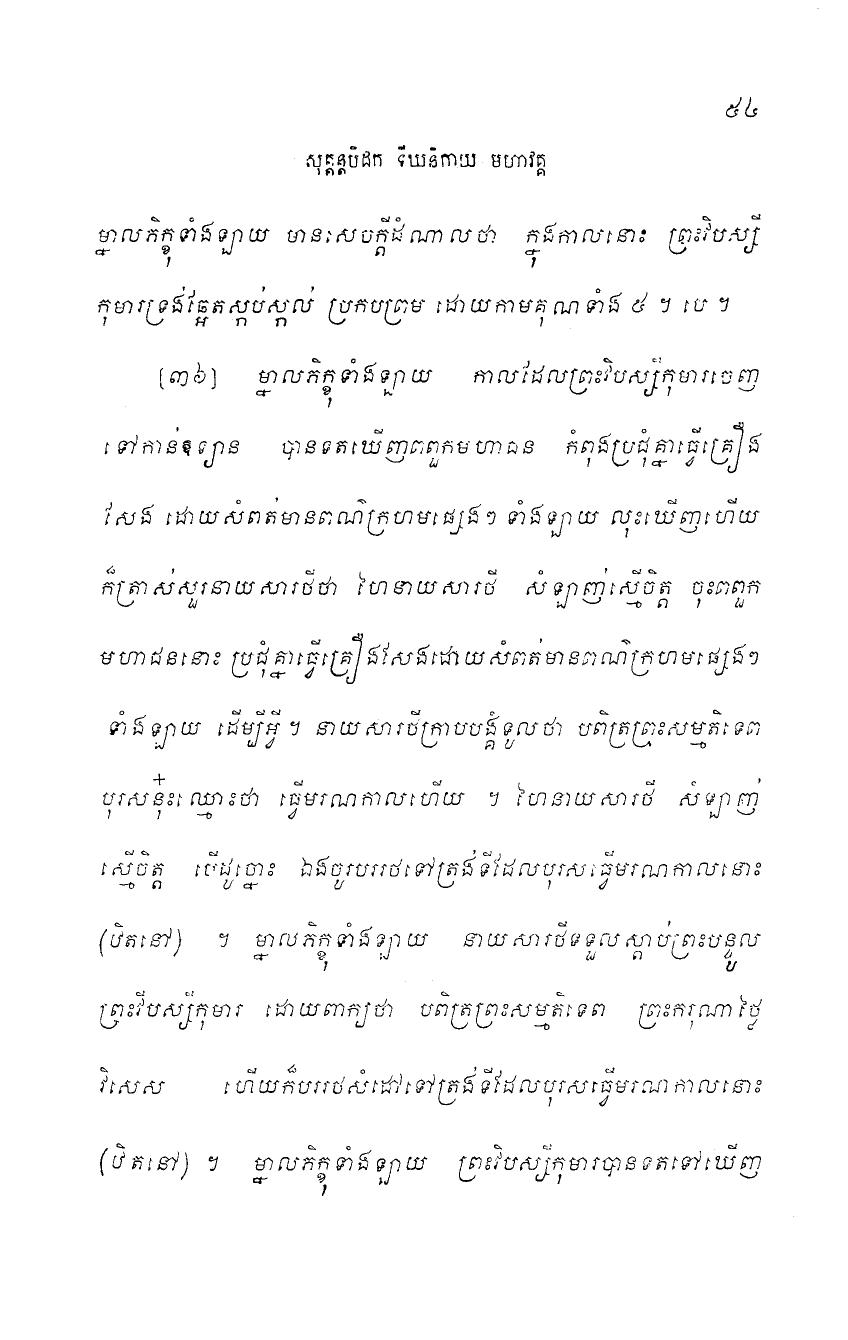 ៥៤
សុត្តន្តបិដក ទីឃនិកាយ មហាវគ្គ
ម្នាលភិក្ខុទាំងឡាយ មានសេចក្តីដំណាលថា ក្នុងកាលនោះ ព្រះវិបស្សី
កុមារទ្រង់ធ្អែតស្កប់ស្កល់ ប្រកបព្រម ដោយកាមគុណទាំង ៥ ។ បេ ។
[៣៦] ម្នាលភិក្ខុទាំងឡាយ កាលដែលព្រះវិបស្សីកុមារចេញ
ទៅកាន់ឧទ្យាន បានទតឃើញពពួកមហាជន កំពុងប្រជុំគ្នាធ្វើគ្រឿង
សែង ដោយសំពត់មានពណ៌ក្រហមផ្សេងៗ ទាំងឡាយ លុះឃើញហើយ
ក៏ត្រាស់សួរនាយសារថីថា ហៃនាយសារថី សំឡាញ់ស្មើចិត្ត ចុះពពួក
មហាជននោះ ប្រជុំគ្នាធ្វើគ្រឿងសែងដោយសំពត់មានពណ៌ក្រហមផ្សេងៗ
ទាំងឡាយ ដើម្បីអ្វី ។ នាយសារថីក្រាបបង្គំទូលថា បពិត្រព្រះសម្មតិទេព
បុរសនុ៎ះឈ្មោះថា ធ្វើមរណកាលហើយ ។ ហៃនាយសារថី សំឡាញ់
ស្មើចិត្ត បើដូច្នោះ ឯងចូរបររថទៅត្រង់ទីដែលបុរសធ្វើមរណកាលនោះ
(ឋិតនៅ) ។ ម្នាលភិក្ខុទាំងឡាយ នាយសារថីទទួលស្តាប់ព្រះបន្ទូល
ព្រះវិបស្សីកុមារ ដោយពាក្យថា បពិត្រព្រះសម្មតិទេព ព្រះករុណាថ្លៃ
វិសេស ហើយក៏បររថសំដៅទៅត្រង់ទីដែលបុរសធ្វើមរណកាលនោះ
(ឋិតនៅ) ។ ម្នាលភិក្ខុទាំងឡាយ ព្រះវិបស្សីកុមារបានទតទៅឃើញ